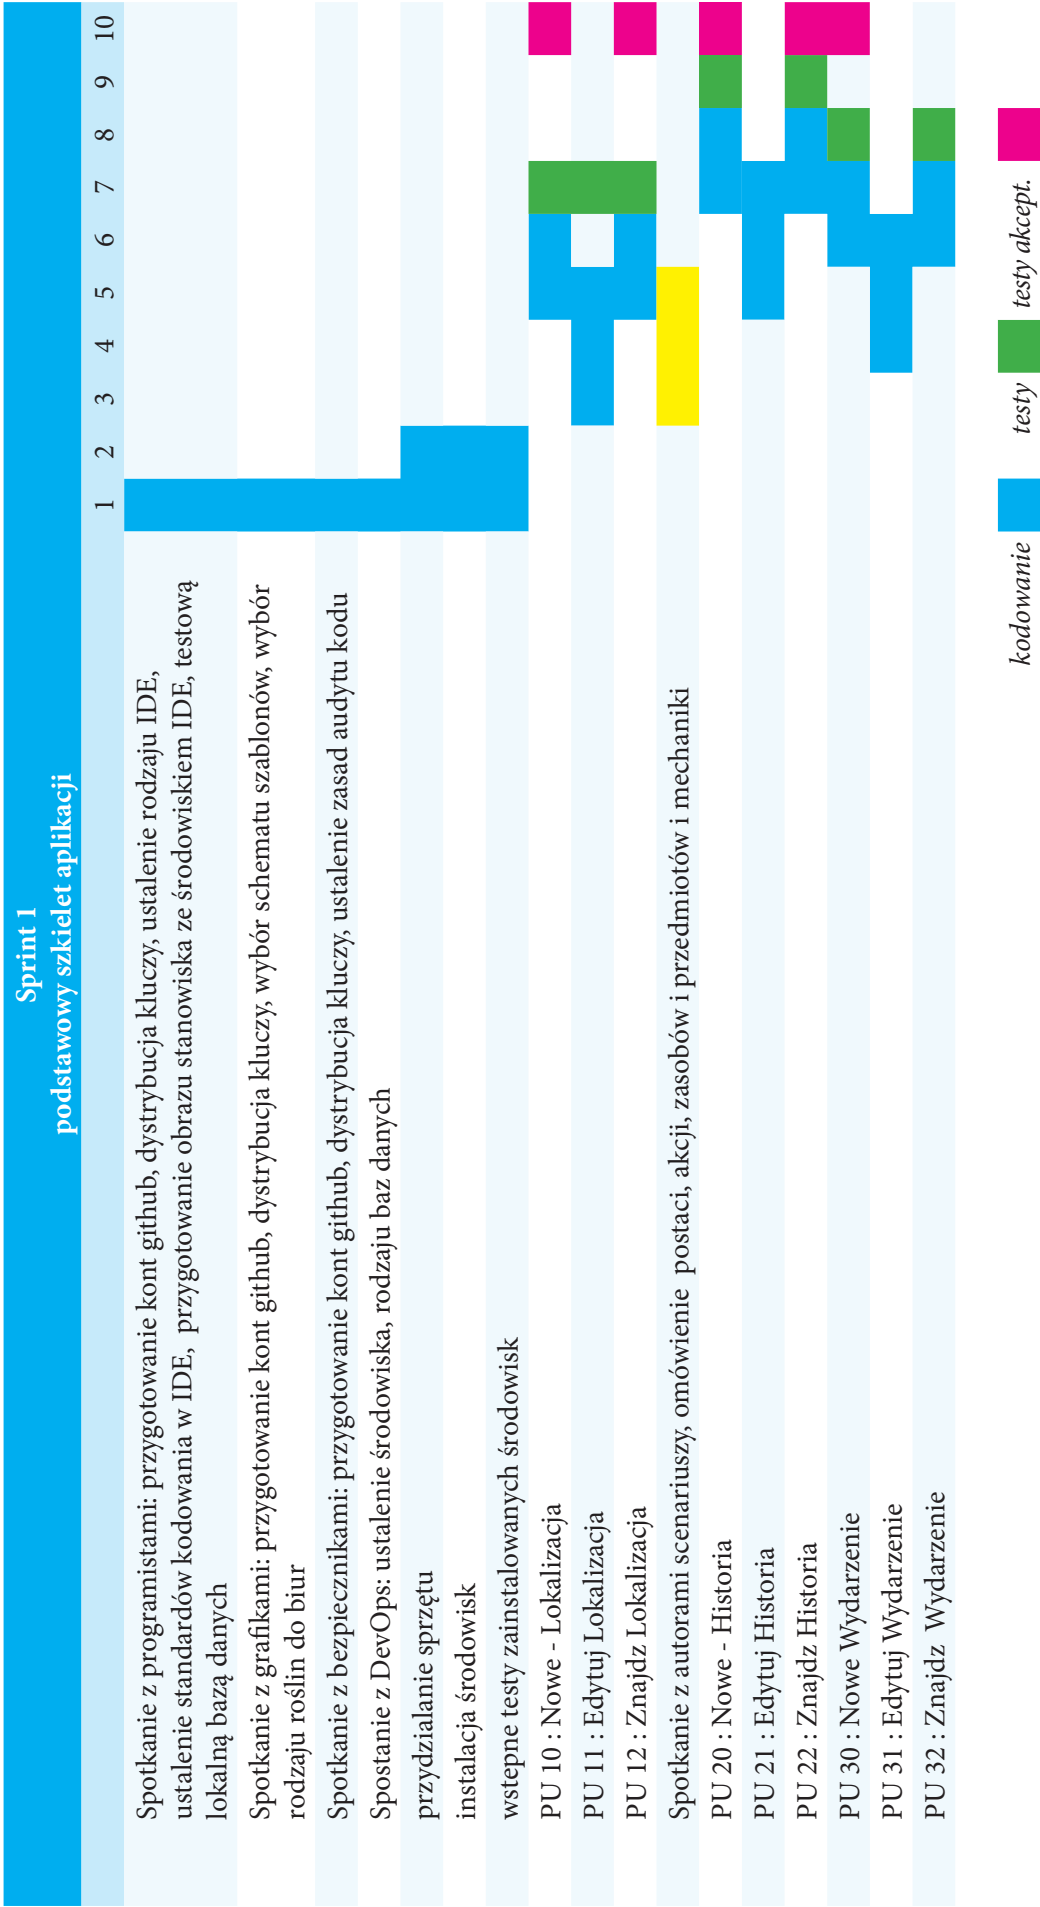 Sprint 1
podstawowy szkielet aplikacji
1 2 3 4 5 6 7 8 9 10
Spotkanie z programistami: przygotowanie kont github, dystrybucja kluczy, ustalenie rodzaju IDE,
ustalenie standardów kodowania w IDE, przygotowanie obrazu stanowiska ze środowiskiem IDE, testową
lokalną bazą danych
Spotkanie z grafikami: przygotowanie kont github, dystrybucja kluczy, wybór schematu szablonów, wybór
rodzaju roślin do biur
Spotkanie z bezpiecznikami: przygotowanie kont github, dystrybucja kluczy, ustalenie zasad audytu kodu
Spostanie z DevOps: ustalenie środowiska, rodzaju baz danych
przydzialanie sprzętu
instalacja środowisk
wstepne testy zainstalowanych środowisk
PU 10 : Nowe - Lokalizacja
PU 11 : Edytuj Lokalizacja
PU 12 : Znajdz Lokalizacja
Spotkanie z autorami scenariuszy, omówienie postaci, akcji, zasobów i przedmiotów i mechaniki
PU 20 : Nowe - Historia
PU 21 : Edytuj Historia
PU 22 : Znajdz Historia
PU 30 : Nowe Wydarzenie
PU 31 : Edytuj Wydarzenie
PU 32 : Znajdz Wydarzenie
kodowanie testy testy akcept.